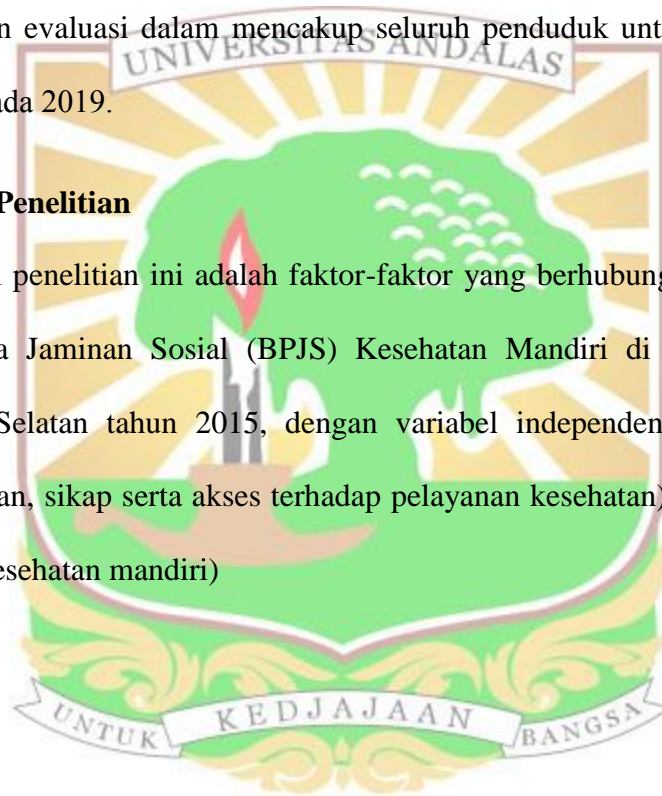 n evaluasi dalam mencakup seluruh penduduk unt
UNIVERSITAS ANDALAS
ada 2019.
Penelitian
penelitian ini adalah faktor-faktor yang berhubung
a Jaminan Sosial (BPJS) Kesehatan Mandiri di
Selatan tahun 2015, dengan variabel independen
an, sikap serta akses terhadap pelayanan kesehatan)
esehatan mandiri)
UNTUK KEDJAJAAN BANGSA